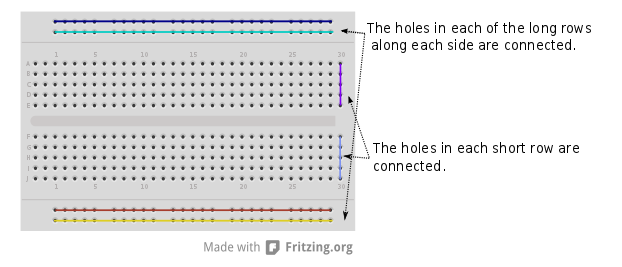 The holes in each of the long rows
along each side are connected.
1 5 10 15 20 25 30
A
B
C
D
E
The holes in each short row are
connected.
F
G
H
I
J
1 5 10 15 20 25 30
Made with Fritzing.org